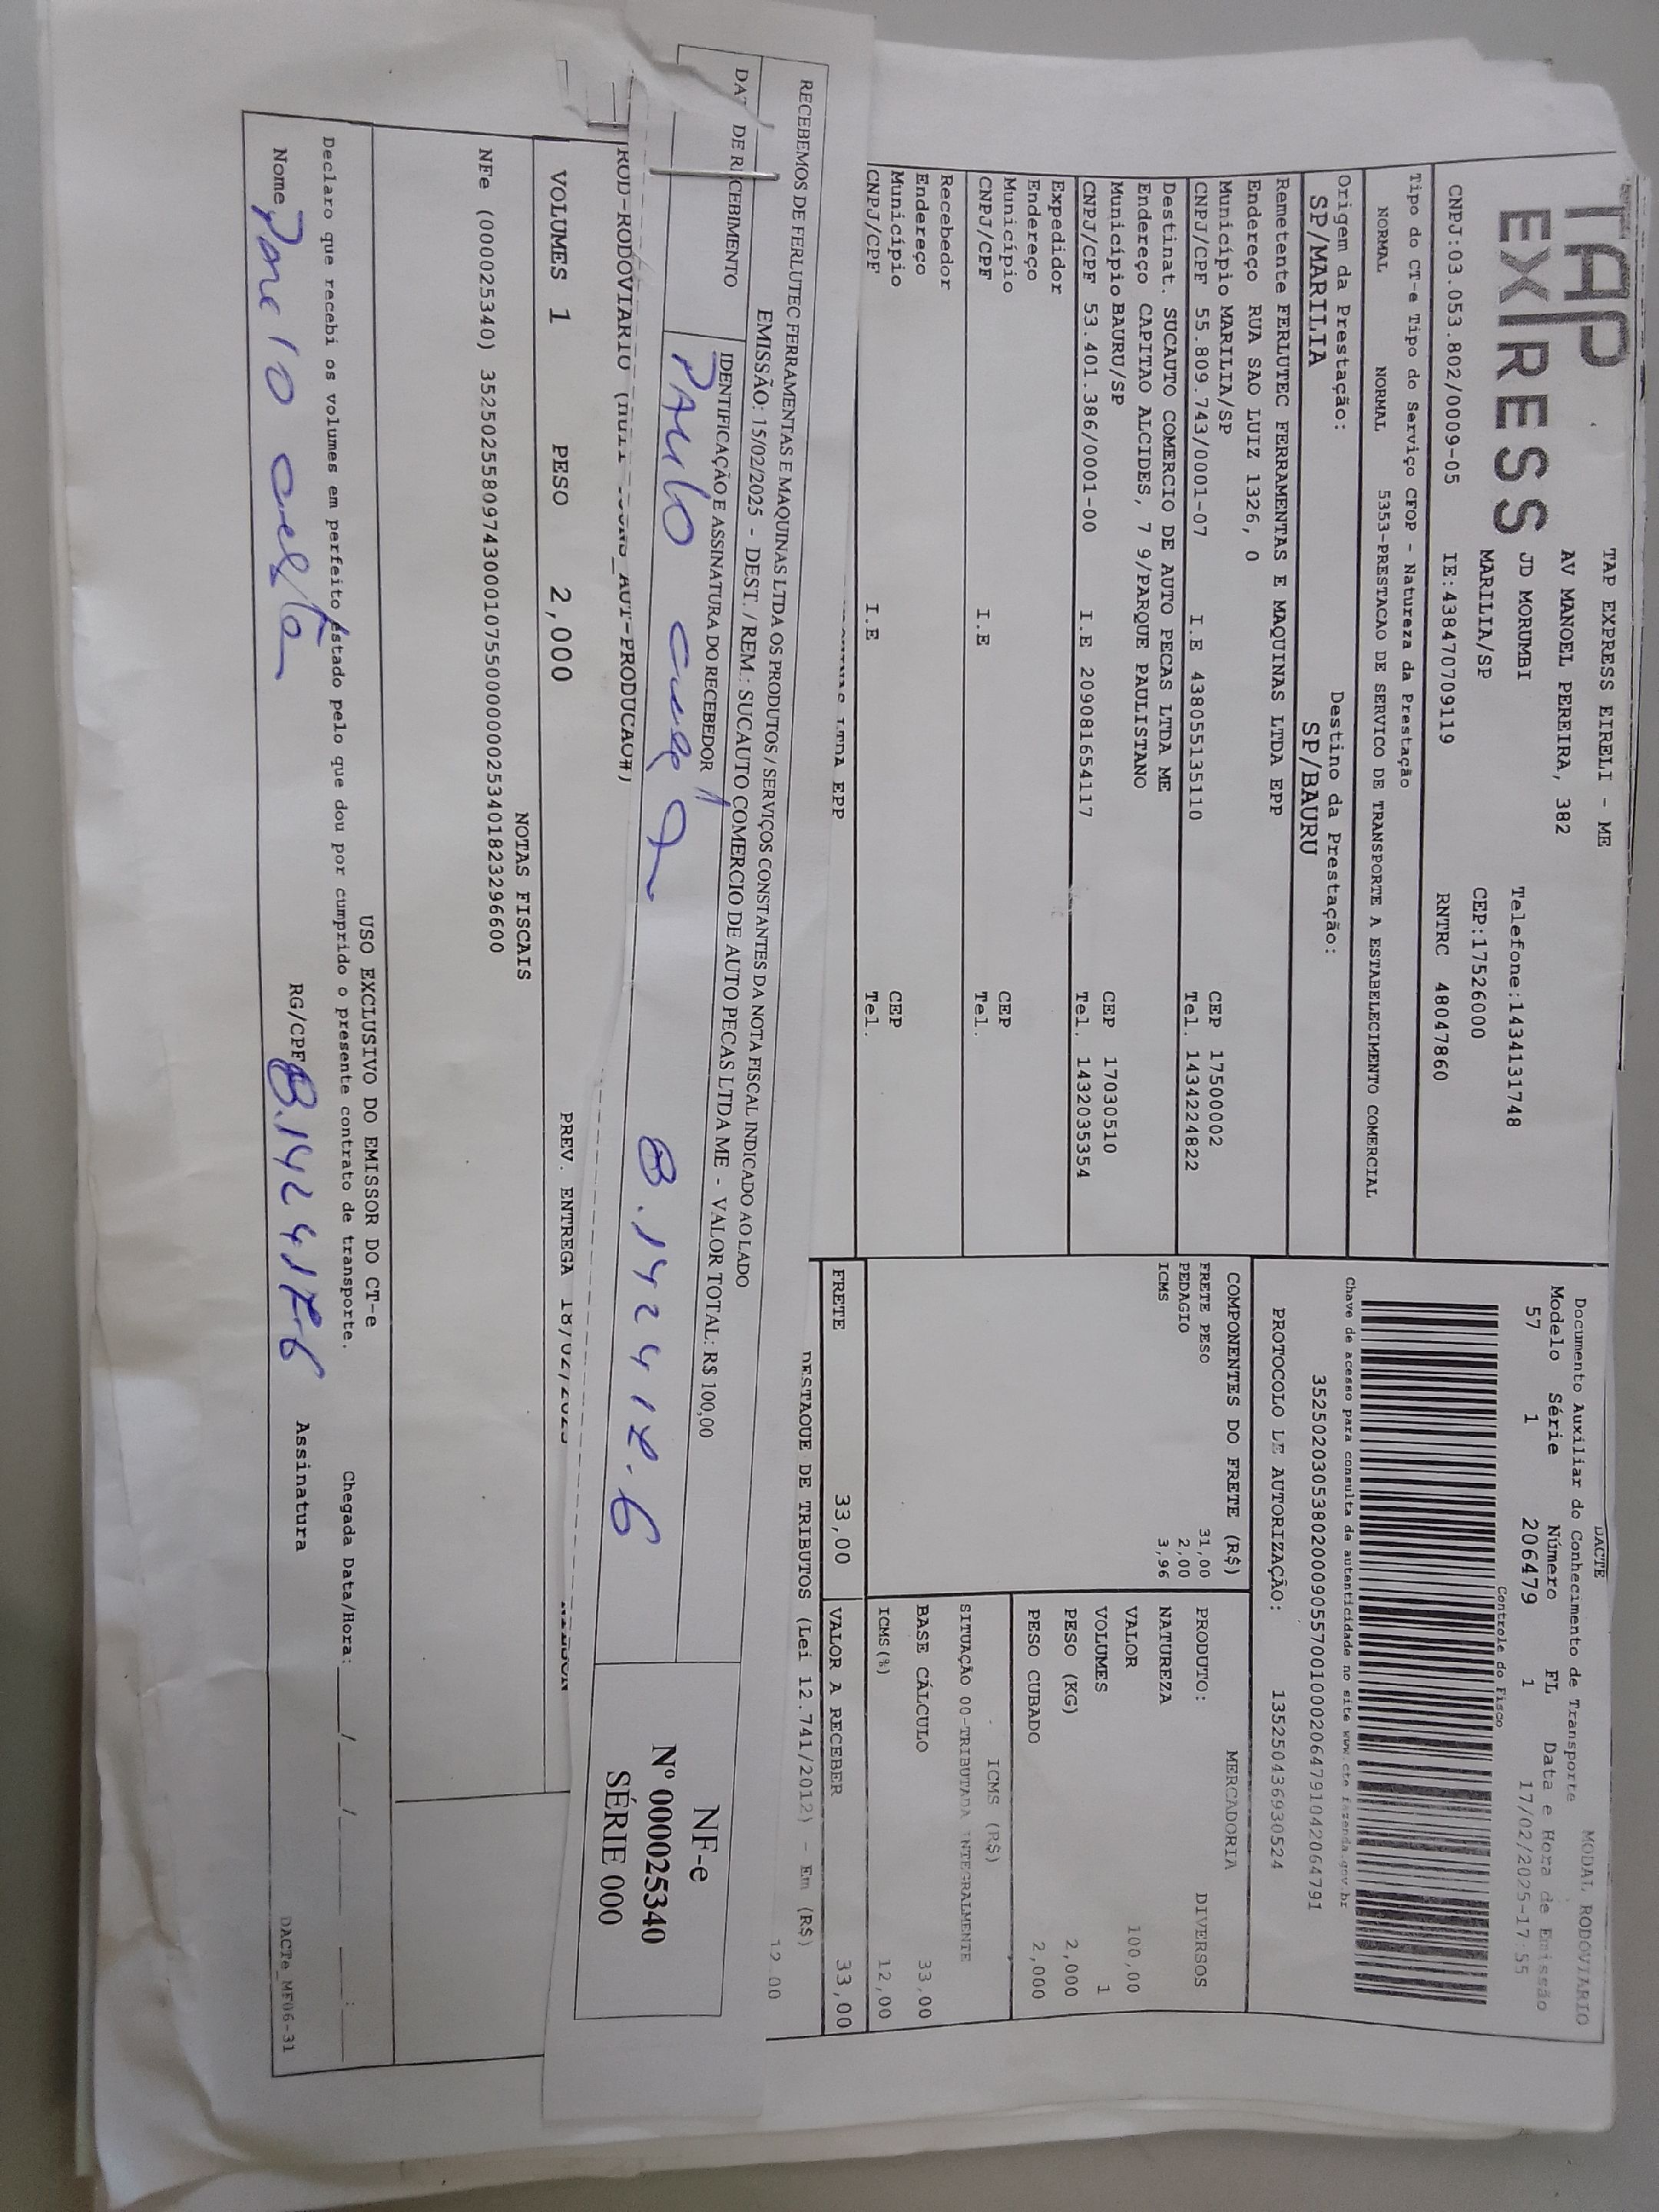 TAP
EXPRESS
TAP EXPRESS EIRELI - ME
AV MANOEL PEREIRA, 382
JD MORUMBI Telefone:1434131748
MARILIA/SP CEP:17526000
CNPJ:03.053.802/0009-05 IE:438470709119 RNTRC 48047860
Tipo do CT-e Tipo do Serviço CFOP - Natureza da Prestação
NORMAL NORMAL 5353-PRESTACAO DE SERVICO DE TRANSPORTE A ESTABELECIMENTO COMERCIAL
Origem da Prestação: Destino da Prestação:
SP/MARILIA SP/BAURU
Remetente FERLUTEC FERRAMENTAS E MAQUINAS LTDA EPP
Endereço RUA SAO LUIZ 1326, 0
Município MARILIA/SP CEP 17500002
CNPJ/CPF 55.809.743/0001-07 I.E 438055135110 Tel. 1434224822
Destinat. SUCAUTO COMERCIO DE AUTO PECAS LTDA ME
Endereço CAPITAO ALCIDES, 7 9/PARQUE PAULISTANO
Município BAURU/SP CEP 17030510
CNPJ/CPF 53.401.386/0001-00 I.E 209081654117 Tel. 1432035354
Expedidor
Endereço
Município CEP
CNPJ/CPF I.E Tel.
Recebedor
Endereço
Município CEP
CNPJ/CPF I.E Tel.
LTDA EPP
DACTE MODAL RODOVIARIO
Documento Auxiliar do Conhecimento de Transporte
Modelo Série Número FL Data e Hora de Emissão
57 1 206479 1 17/02/2025-17:55
Controle do Fisco
Chave de acesso para consulta da autenticidade no site www.cte.fazenda.gov.br
35250203053802000905570010002064791042064791
PROTOCOLO DE AUTORIZAÇÃO: 135250436930524
COMPONENTES DO FRETE (R$)
FRETE PESO 31,00
PEDAGIO 2,00
ICMS 3,96
MERCADORIA
PRODUTO: DIVERSOS
NATUREZA
VALOR 100,00
VOLUMES 1
PESO (KG) 2,000
PESO CUBADO 2,000
ICMS (R$)
SITUAÇÃO 00-TRIBUTADA INTEGRALMENTE
BASE CÁLCULO 33,00
ICMS(%) 12,00
FRETE 33,00 VALOR A RECEBER 33,00
DESTAQUE DE TRIBUTOS (Lei 12.741/2012) - Em (R$)
12.00
RECEBEMOS DE FERLUTEC FERRAMENTAS E MAQUINAS LTDA OS PRODUTOS / SERVIÇOS CONSTANTES DA NOTA FISCAL INDICADO AO LADO
EMISSÃO: 15/02/2025 - DEST. / REM.: SUCAUTO COMERCIO DE AUTO PECAS LTDA ME - VALOR TOTAL: R$ 100,00
DATA DE RECEBIMENTO IDENTIFICAÇÃO E ASSINATURA DO RECEBEDOR
PAulo
NF-e
Nº 000025340
SÉRIE 000
ROD-RODOVIARIO
VOLUMES 1 PESO 2,000 PREV. ENTREGA 18/02/2025
NOTAS FISCAIS
NFe (000025340) 35250255809743000107550000000253401823296600
USO EXCLUSIVO DO EMISSOR DO CT-e
Declaro que recebi os volumes em perfeito estado pelo que dou por cumprido o presente contrato de transporte. Chegada Data/Hora: / / :
Nome RG/CPF Assinatura
DACTe_MF06-31